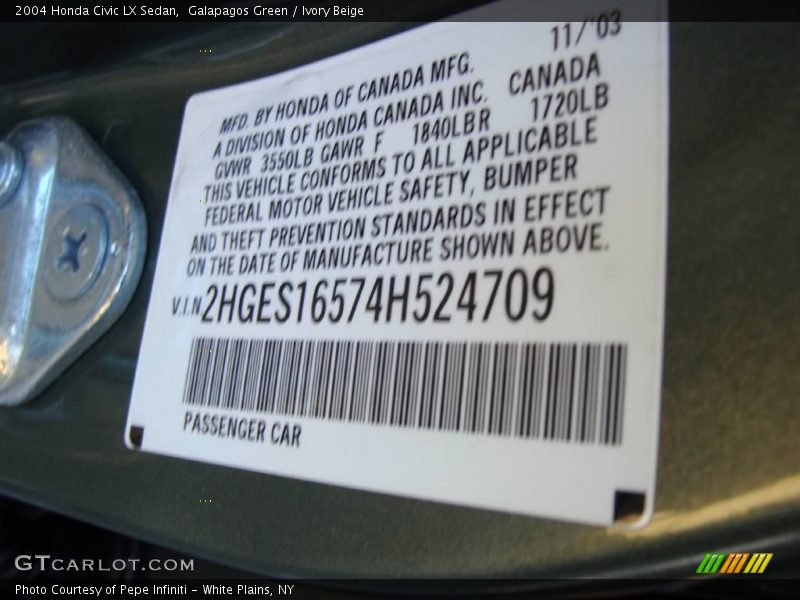 2004 Honda Civic LX Sedan,  Galapagos Green / Ivory Beige
11/'03
MFD. BY HONDA OF CANADA MFG.
A DIVISION OF HONDA CANADA INC. CANADA
GVWR 3550LB GAWR F 1840LB R 1720LB
THIS VEHICLE CONFORMS TO ALL APPLICABLE
FEDERAL MOTOR VEHICLE SAFETY, BUMPER
AND THEFT PREVENTION STANDARDS IN EFFECT
ON THE DATE OF MANUFACTURE SHOWN ABOVE.
V.I.N 2HGES16574H524709
PASSENGER CAR
GTCARLOT.COM
Photo Courtesy of Pepe Infiniti - White Plains, NY